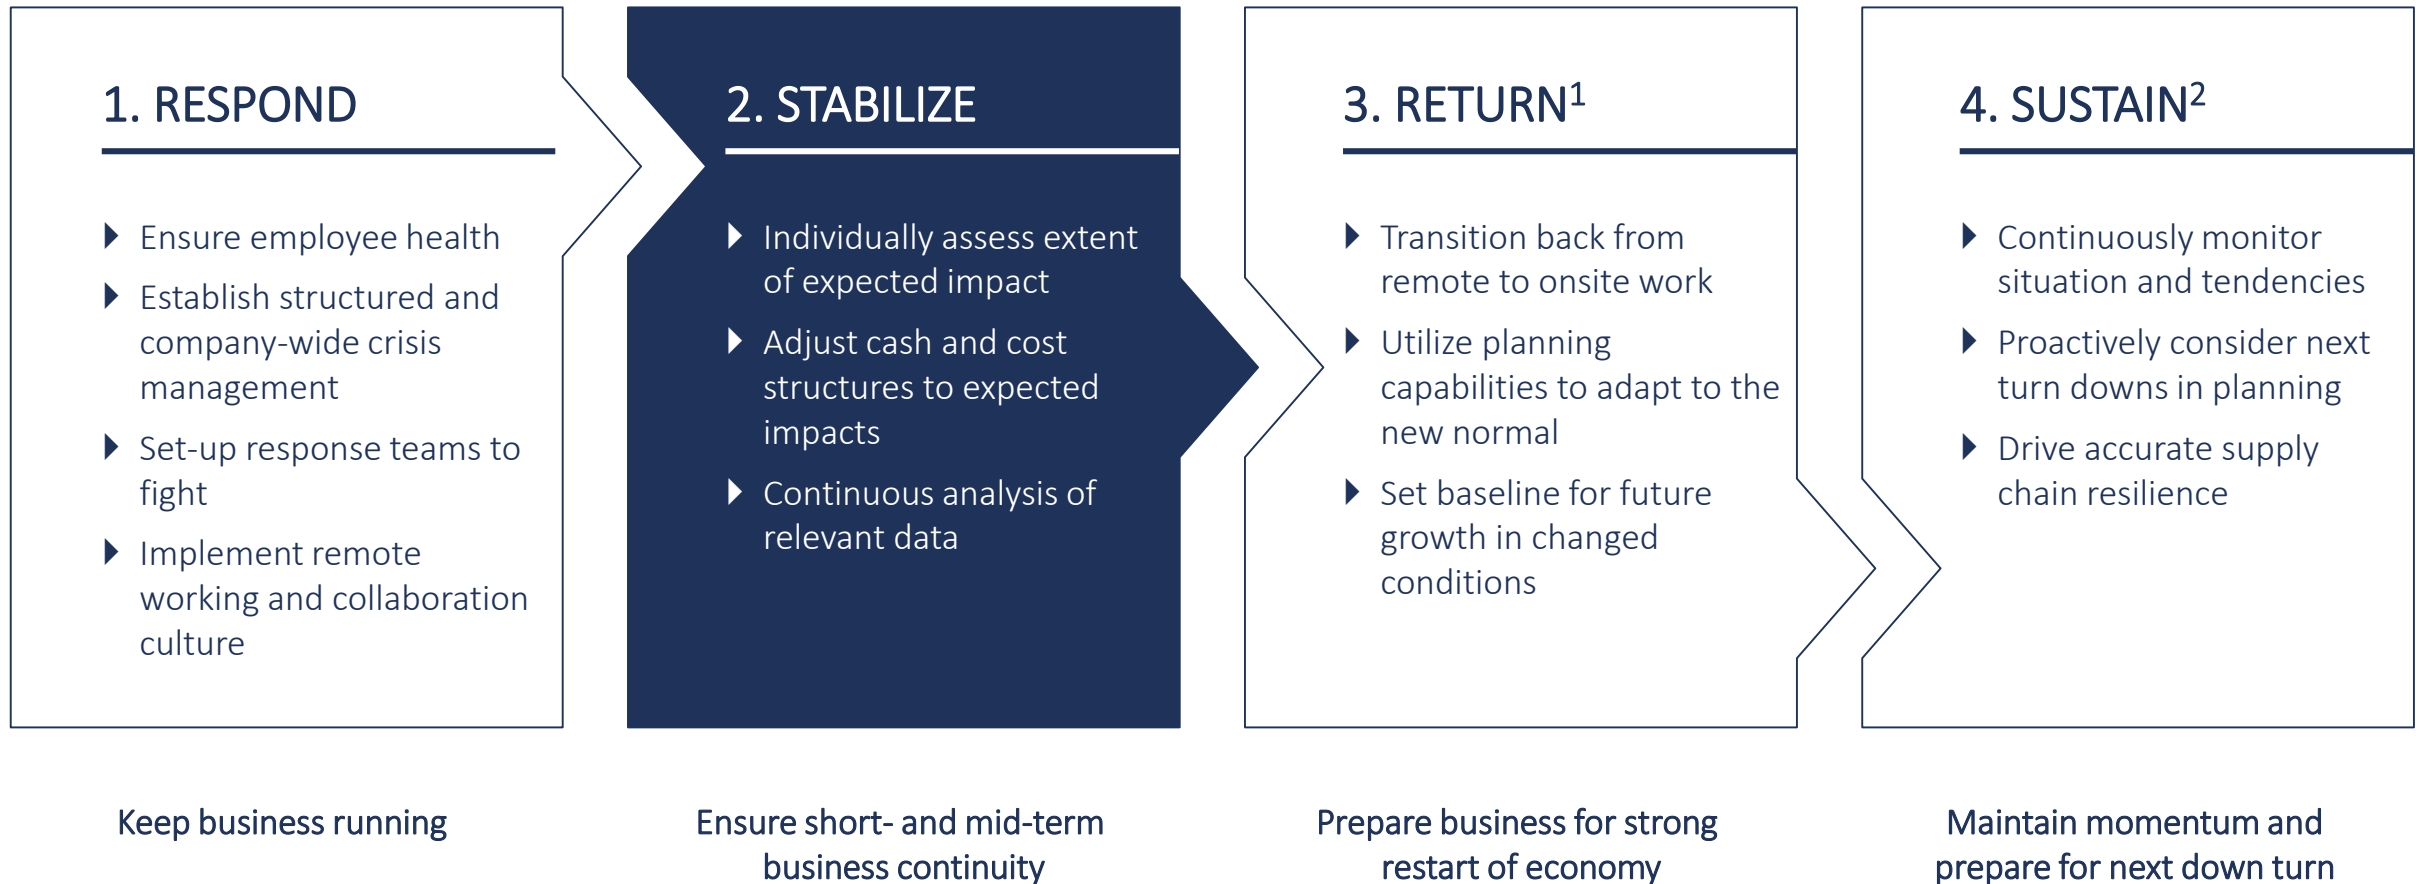 1. RESPOND
Ensure employee health
Establish structured and
company-wide crisis
management
Set-up response teams to
fight
Implement remote
working and collaboration
culture
Keep business running
2. STABILIZE
Individually assess extent
of expected impact
Adjust cash and cost
structures to expected
impacts
Continuous analysis of
relevant data
Ensure short- and mid-term
business continuity
3. RETURN¹
Transition back from
remote to onsite work
Utilize planning
capabilities to adapt to the
new normal
Set baseline for future
growth in changed
conditions
Prepare business for strong
restart of economy
4. SUSTAIN²
Continuously monitor
situation and tendencies
Proactively consider next
turn downs in planning
Drive accurate supply
chain resilience
Maintain momentum and
prepare for next down turn